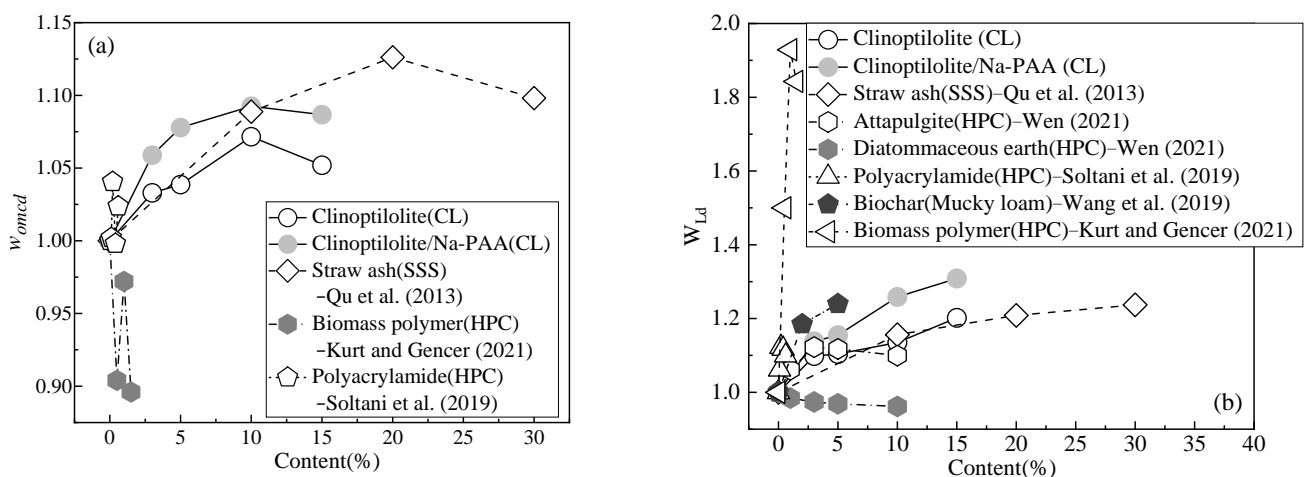 (a)
1.15
1.10
1.05
1.00
0.95
0.90
w_omcd
0 5 10 15 20 25 30
Content(%)
Clinoptilolite(CL)
Clinoptilolite/Na-PAA(CL)
Straw ash(SSS)
–Qu et al. (2013)
Biomass polymer(HPC)
–Kurt and Gencer (2021)
Polyacrylamide(HPC)
–Soltani et al. (2019)
2.0
1.8
1.6
1.4
1.2
1.0
W_Ld
Clinoptilolite (CL)
Clinoptilolite/Na-PAA (CL)
Straw ash(SSS)–Qu et al. (2013)
Attapulgite(HPC)–Wen (2021)
Diatommaceous earth(HPC)–Wen (2021)
Polyacrylamide(HPC)–Soltani et al. (2019)
Biochar(Mucky loam)–Wang et al. (2019)
Biomass polymer(HPC)–Kurt and Gencer (2021)
(b)
0 5 10 15 20 25 30 35 40
Content(%)